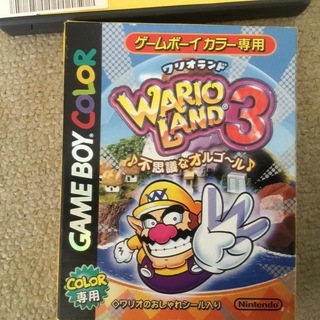 ゲームボーイカラー専用
ワリオランド
WARIO
LAND 3
♪不思議なオルゴール♪
GAME BOY COLOR
COLOR
専用
◇ワリオのおしゃれシール入り
Nintendo